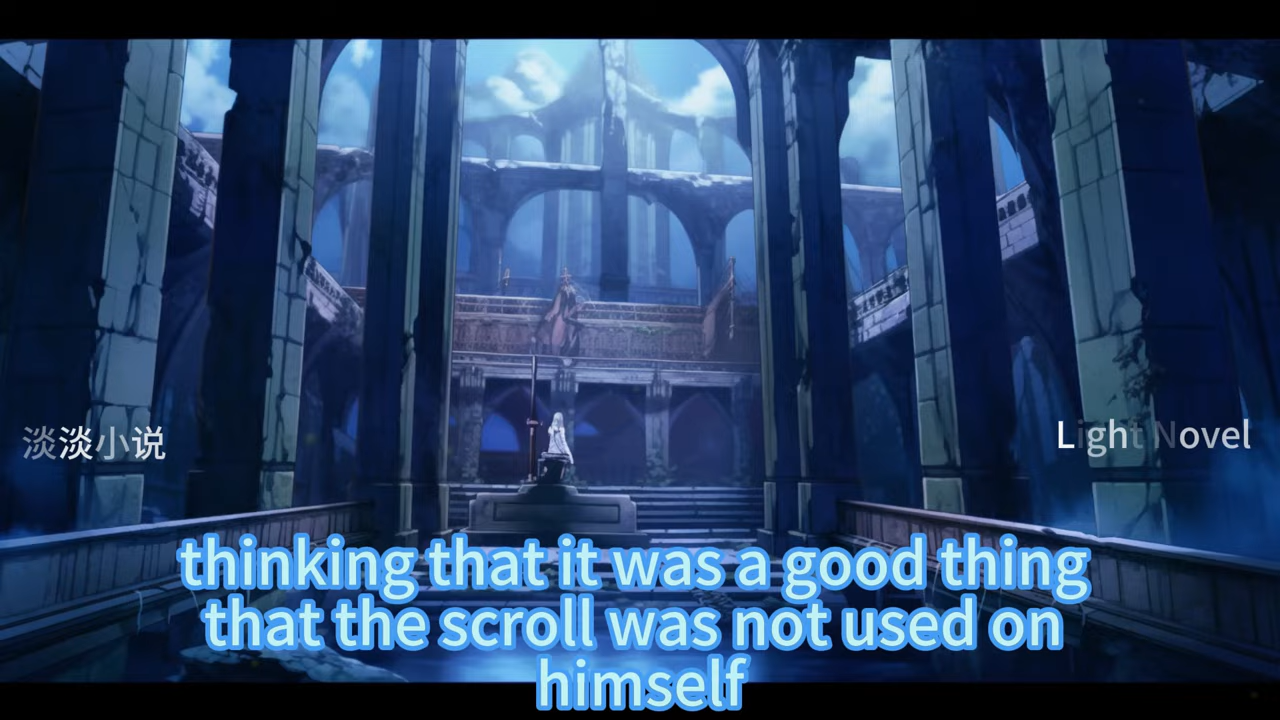 淡淡小说
Light Novel
thinking that it was a good thing
that the scroll was not used on
himself